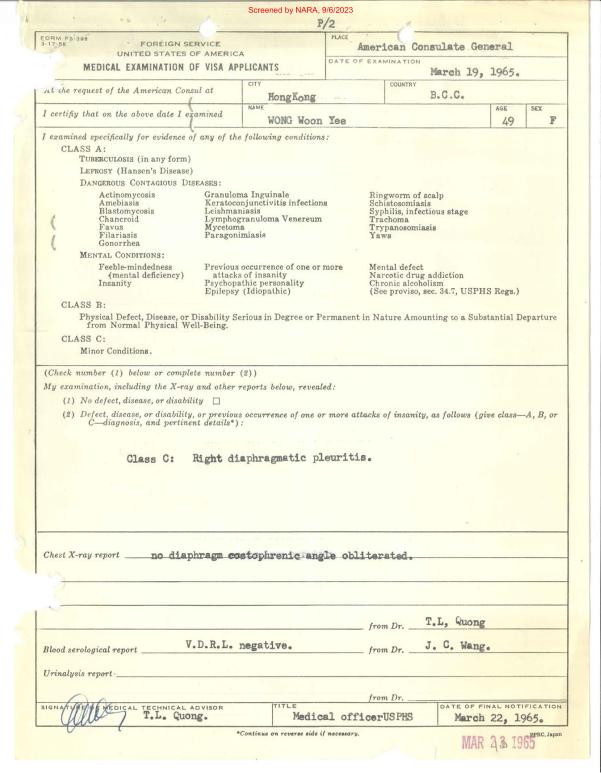 Screened by NARA, 9/6/2023
P/2
FORM FS-398
3-17-58
FOREIGN SERVICE
UNITED STATES OF AMERICA
MEDICAL EXAMINATION OF VISA APPLICANTS
PLACE
American Consulate General
DATE OF EXAMINATION
March 19, 1965.
At the request of the American Consul at
CITY
HongKong
COUNTRY
B.C.C.
I certify that on the above date I examined
NAME
WONG Woon Yee
AGE
49
SEX
F
I examined specifically for evidence of any of the following conditions:
CLASS A:
TUBERCULOSIS (in any form)
LEPROSY (Hansen's Disease)
DANGEROUS CONTAGIOUS DISEASES:
Actinomycosis Granuloma Inguinale Ringworm of scalp
Amebiasis Keratoconjunctivitis infections Schistosomiasis
Blastomycosis Leishmaniasis Syphilis, infectious stage
Chancroid Lymphogranuloma Venereum Trachoma
Favus Mycetoma Trypanosomiasis
Filariasis Paragonimiasis Yaws
Gonorrhea
MENTAL CONDITIONS:
Feeble-mindedness Previous occurrence of one or more Mental defect
(mental deficiency) attacks of insanity Narcotic drug addiction
Insanity Psychopathic personality Chronic alcoholism
Epilepsy (Idiopathic) (See proviso, sec. 34.7, USPHS Regs.)
CLASS B:
Physical Defect, Disease, or Disability Serious in Degree or Permanent in Nature Amounting to a Substantial Departure
from Normal Physical Well-Being.
CLASS C:
Minor Conditions.
(Check number (1) below or complete number (2))
My examination, including the X-ray and other reports below, revealed:
(1) No defect, disease, or disability ☐
(2) Defect, disease, or disability, or previous occurrence of one or more attacks of insanity, as follows (give class—A, B, or
C—diagnosis, and pertinent details*):
Class C: Right diaphragmatic pleuritis.
Chest X-ray report no diaphragm costophrenic angle obliterated.
from Dr. T.L, Quong
Blood serological report V.D.R.L. negative. from Dr. J. C. Wang.
Urinalysis report
from Dr.
SIGNATURE OF MEDICAL TECHNICAL ADVISOR
T.L. Quong.
TITLE
Medical officerUSPHS
DATE OF FINAL NOTIFICATION
March 22, 1965.
*Continue on reverse side if necessary.
MAR 23 1965